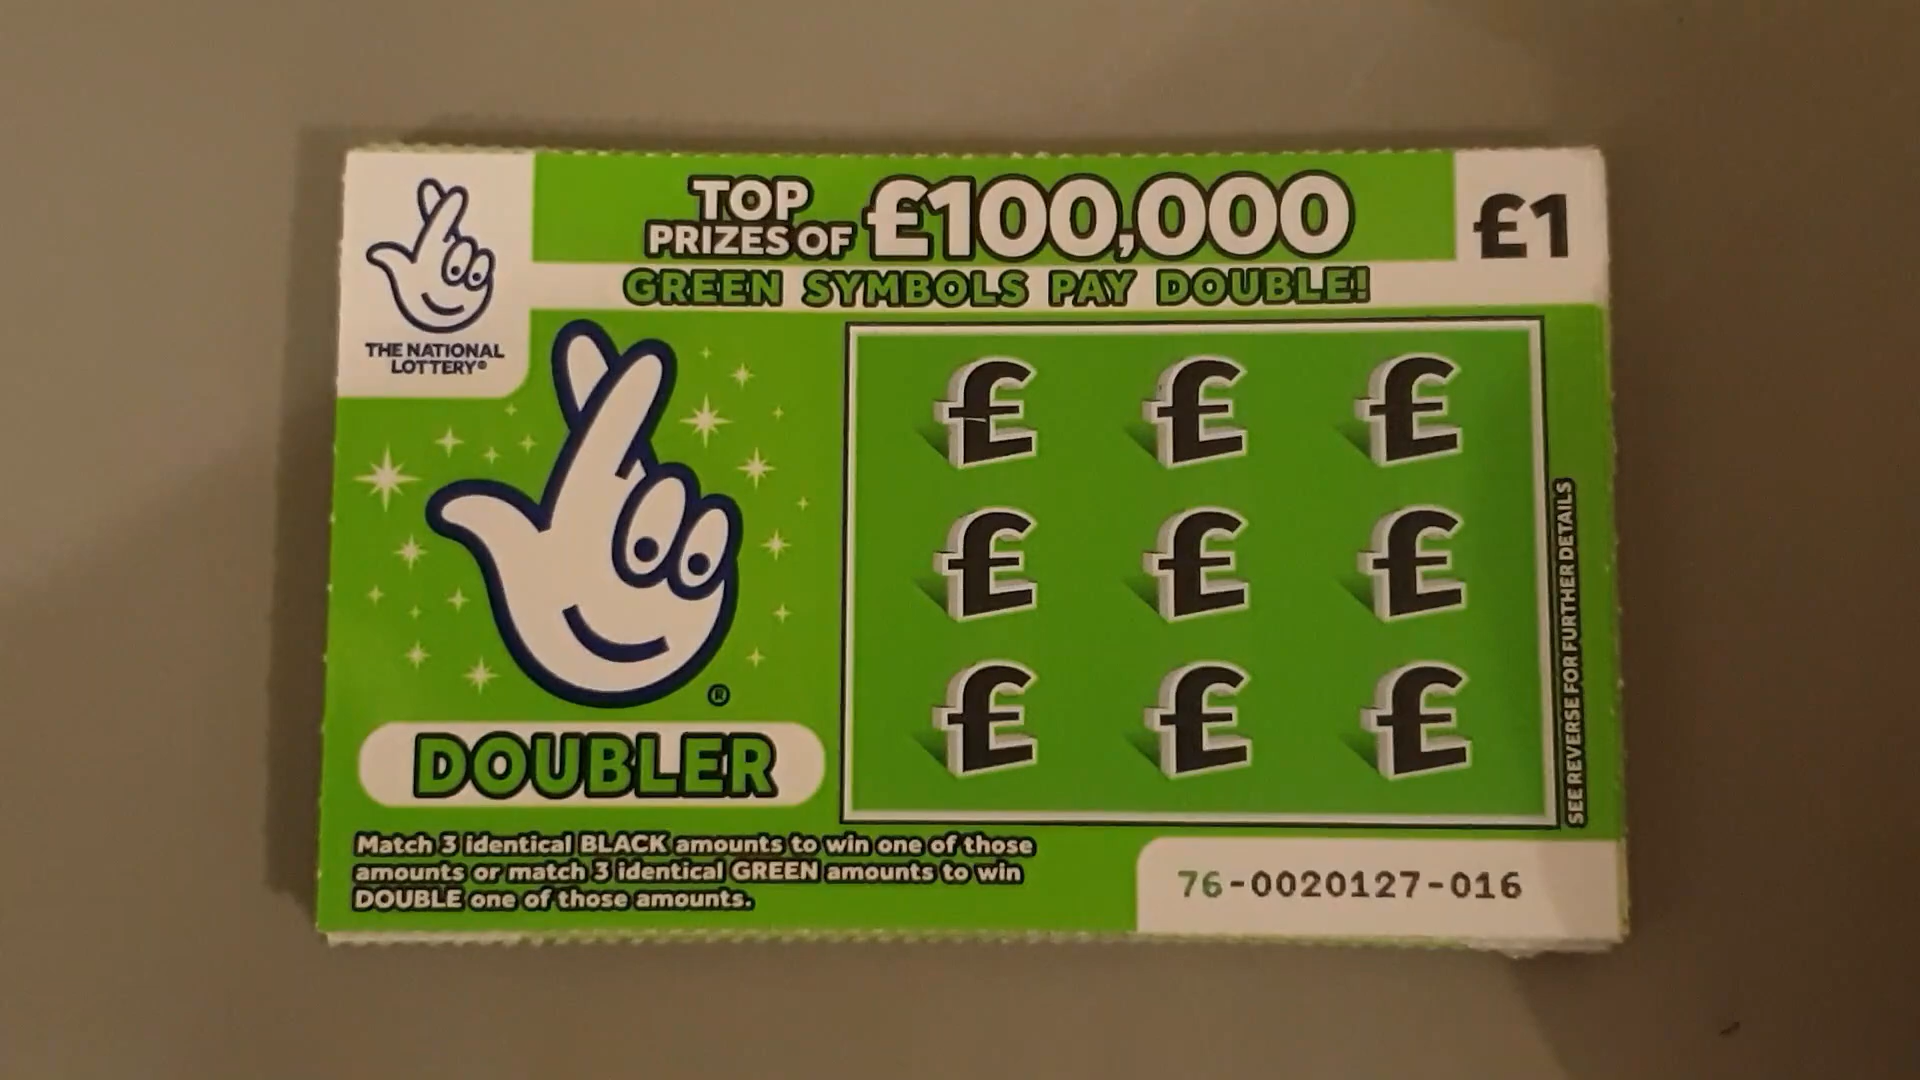 TOP
PRIZES OF £100,000
£1
GREEN SYMBOLS PAY DOUBLE!
THE NATIONAL
LOTTERY®
£ £ £
£ £ £
£ £ £
®
DOUBLER
SEE REVERSE FOR FURTHER DETAILS
Match 3 identical BLACK amounts to win one of those
amounts or match 3 identical GREEN amounts to win
DOUBLE one of those amounts.
76-0020127-016